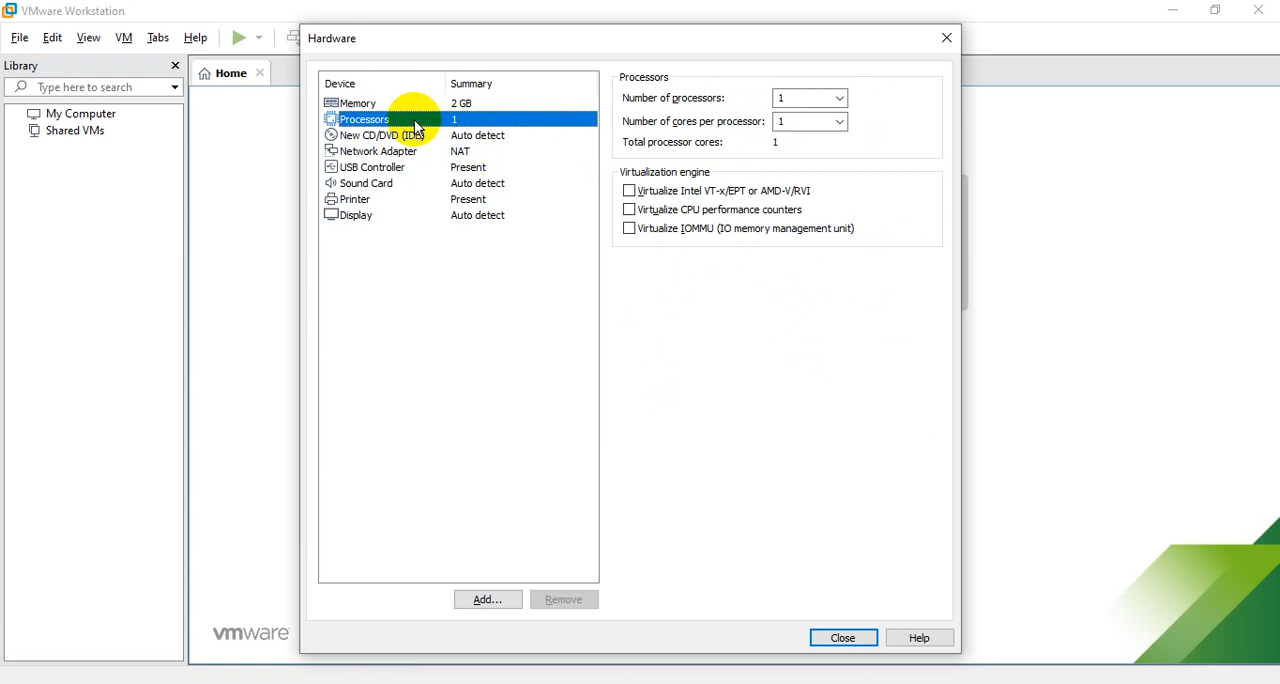 VMware Workstation
File Edit View VM Tabs Help
Hardware
Library
Type here to search
My Computer
Shared VMs
Home
Device Summary
Memory 2 GB
Processors 1
New CD/DVD (IDE) Auto detect
Network Adapter NAT
USB Controller Present
Sound Card Auto detect
Printer Present
Display Auto detect
Add... Remove
Processors
Number of processors: 1
Number of cores per processor: 1
Total processor cores: 1
Virtualization engine
Virtualize Intel VT-x/EPT or AMD-V/RVI
Virtualize CPU performance counters
Virtualize IOMMU (IO memory management unit)
Close Help
vmware